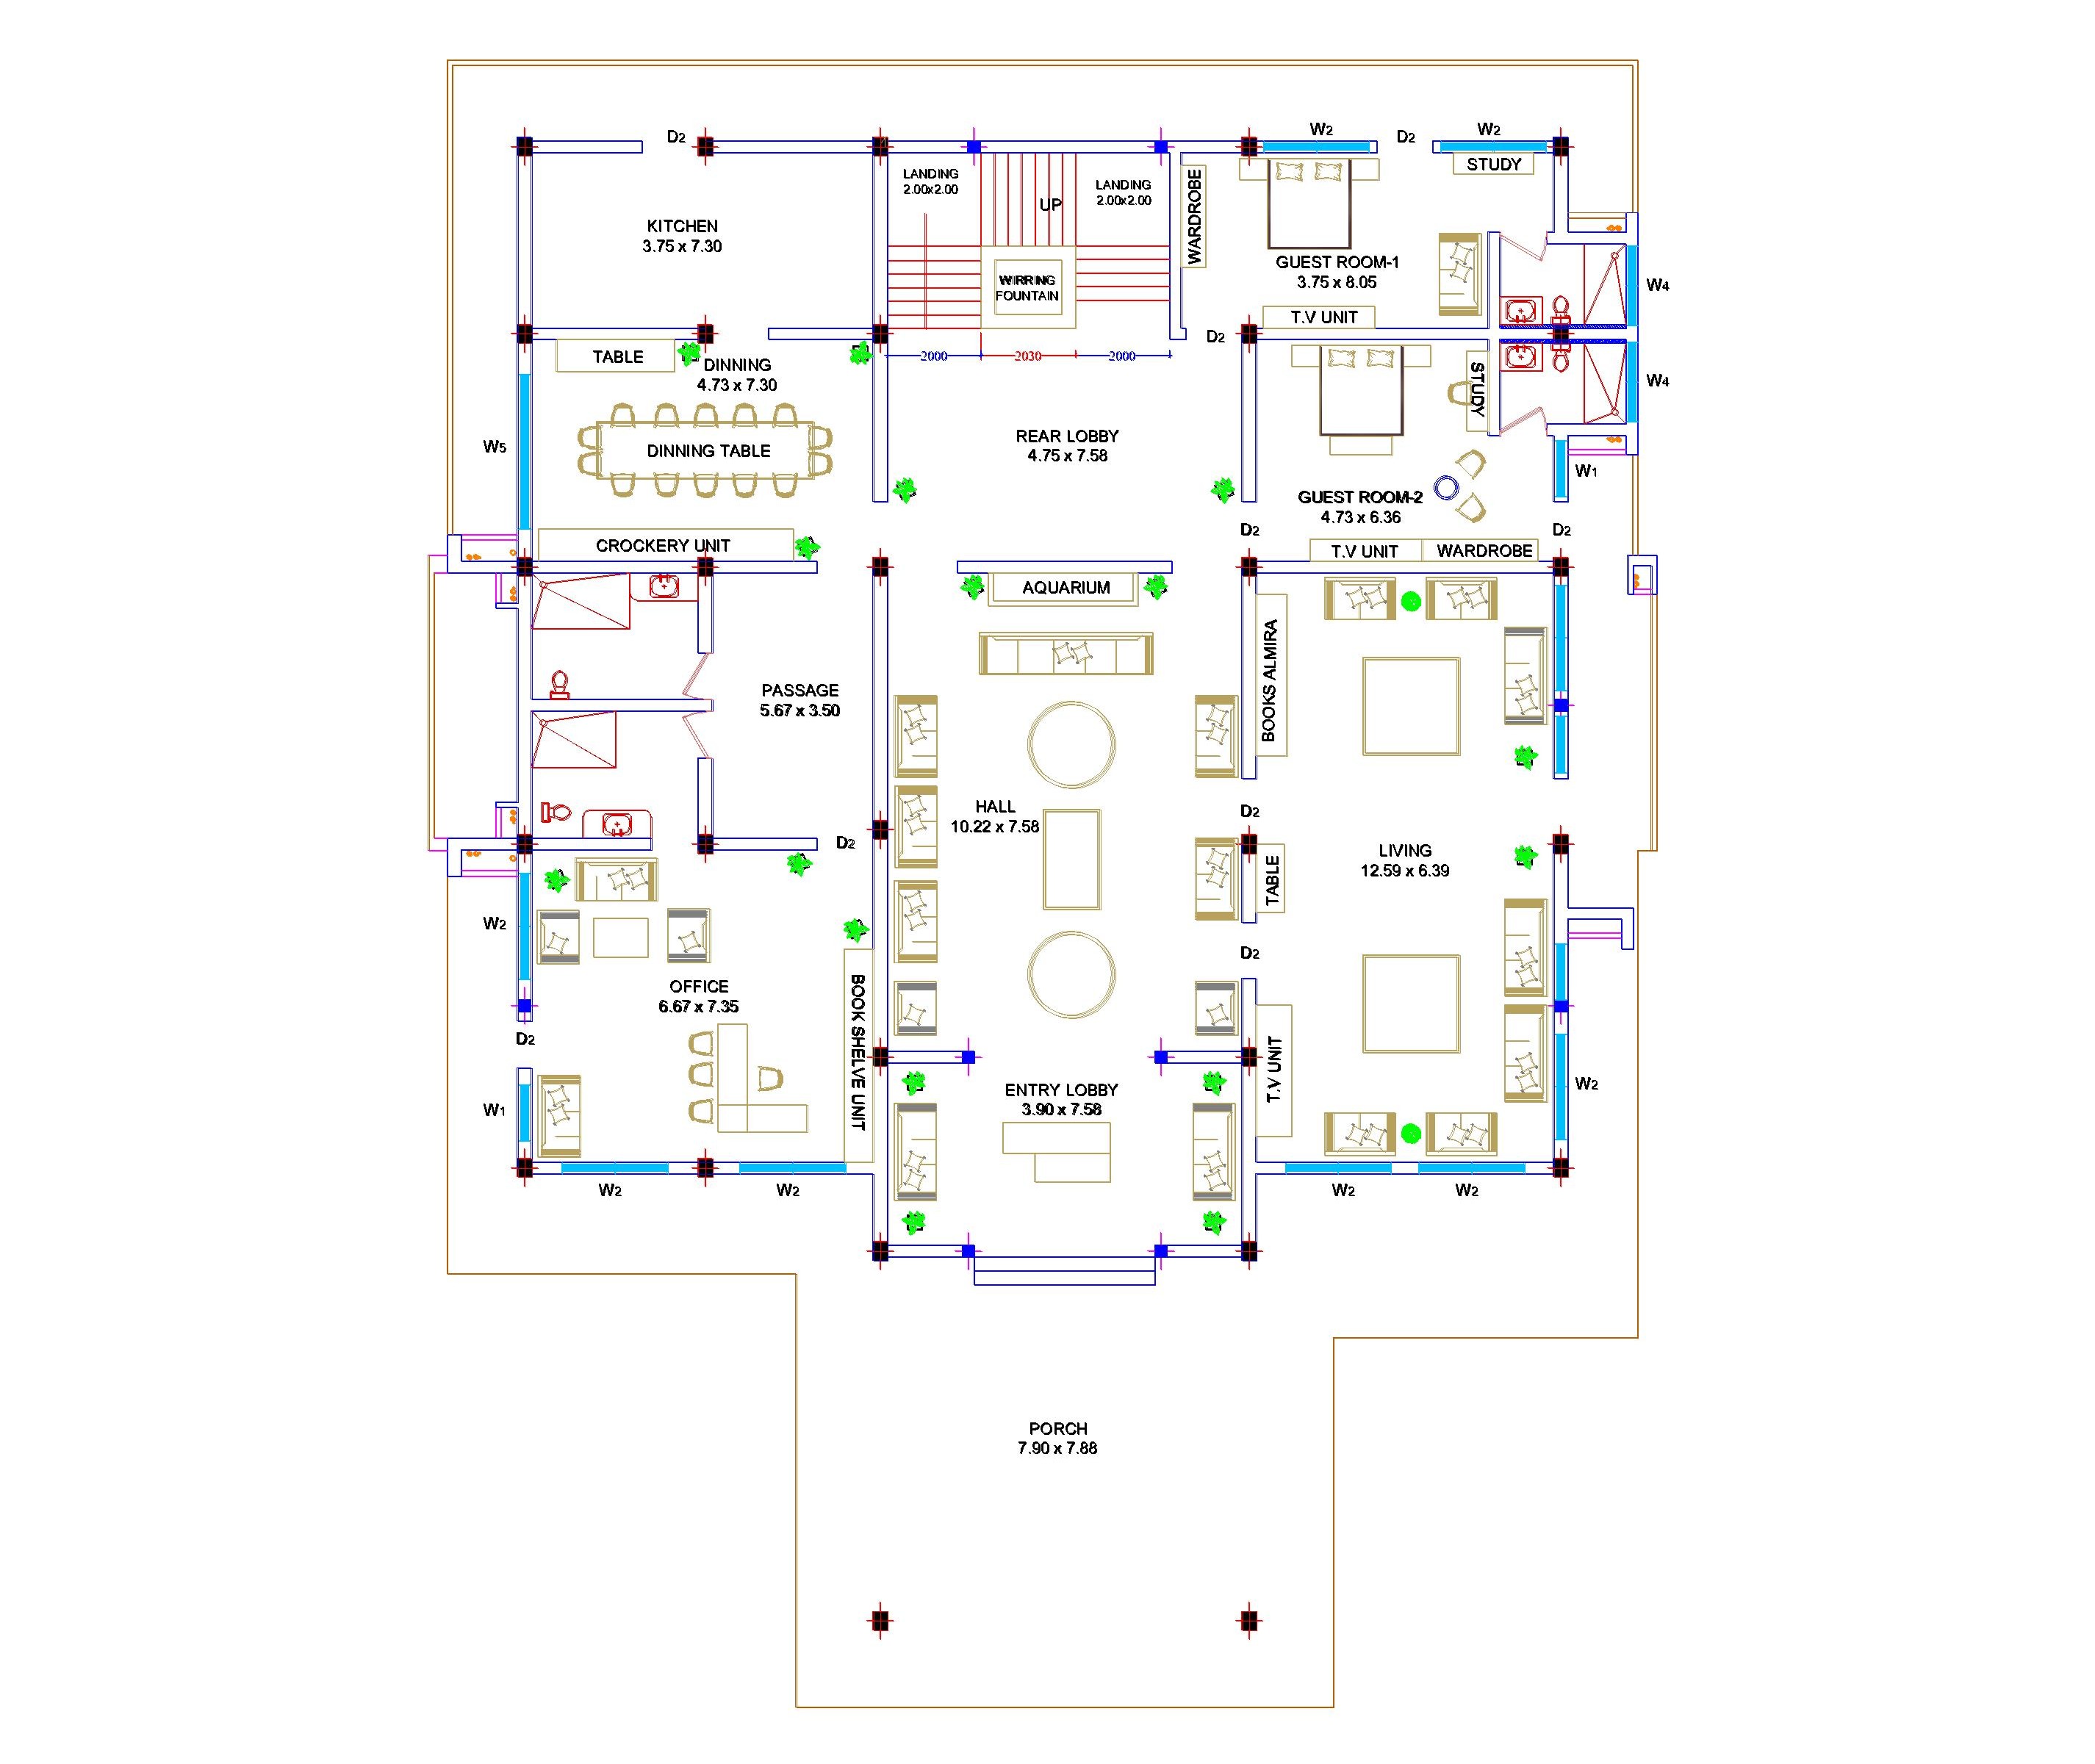 D2
W2
D2
W2
STUDY
LANDING
2.00x2.00
UP
LANDING
2.00x2.00
WARDROBE
KITCHEN
3.75 x 7.30
GUEST ROOM-1
3.75 x 8.05
WIRRING
FOUNTAIN
W4
T.V UNIT
D2
TABLE
2000
2030
2000
DINNING
4.73 x 7.30
STUDY
W4
W5
DINNING TABLE
REAR LOBBY
4.75 x 7.58
W1
GUEST ROOM-2
4.73 x 6.36
D2
D2
CROCKERY UNIT
T.V UNIT
WARDROBE
AQUARIUM
BOOKS ALMIRA
PASSAGE
5.67 x 3.50
HALL
10.22 x 7.58
D2
D2
TABLE
LIVING
12.59 x 6.39
W2
D2
OFFICE
6.67 x 7.35
BOOK SHELVE UNIT
D2
T.V UNIT
W1
ENTRY LOBBY
3.90 x 7.58
W2
W2
W2
W2
W2
PORCH
7.90 x 7.88